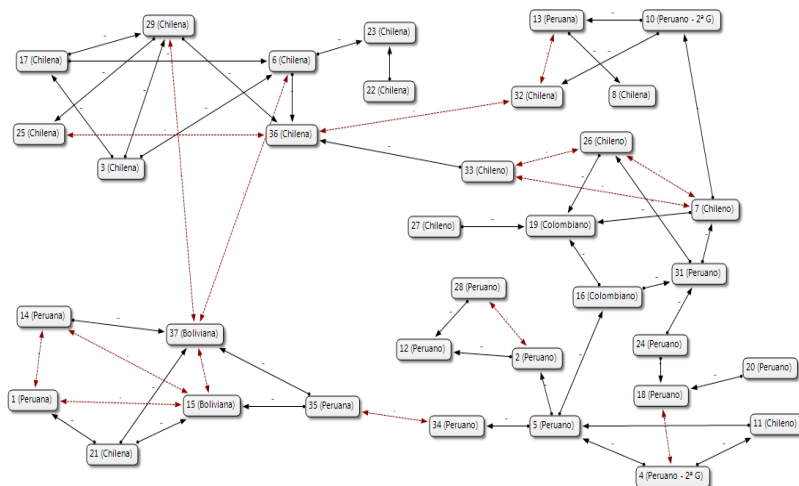 29 (Chilena)
13 (Peruana)
10 (Peruano - 2ª G)
23 (Chilena)
17 (Chilena)
6 (Chilena)
22 (Chilena)
32 (Chilena)
8 (Chilena)
25 (Chilena)
36 (Chilena)
26 (Chileno)
3 (Chilena)
33 (Chileno)
7 (Chileno)
27 (Chileno)
19 (Colombiano)
31 (Peruano)
28 (Peruano)
16 (Colombiano)
14 (Peruana)
37 (Boliviana)
24 (Peruano)
12 (Peruano)
2 (Peruano)
20 (Peruano)
18 (Peruano)
1 (Peruana)
15 (Boliviana)
35 (Peruana)
34 (Peruano)
5 (Peruano)
11 (Chileno)
21 (Chilena)
4 (Peruano - 2ª G)